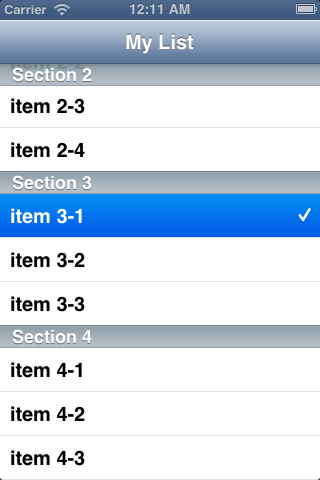 Carrier 12:11 AM
My List
Section 2
item 2-3
item 2-4
Section 3
item 3-1
item 3-2
item 3-3
Section 4
item 4-1
item 4-2
item 4-3